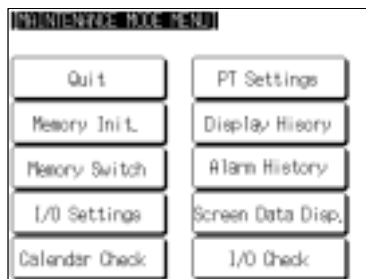 [MAINTENANCE MODE MENU]
Quit
PT Settings
Memory Init.
Display Hisory
Memory Switch
Alarm History
I/O Settings
Screen Data Disp.
Calendar Check
I/O Check